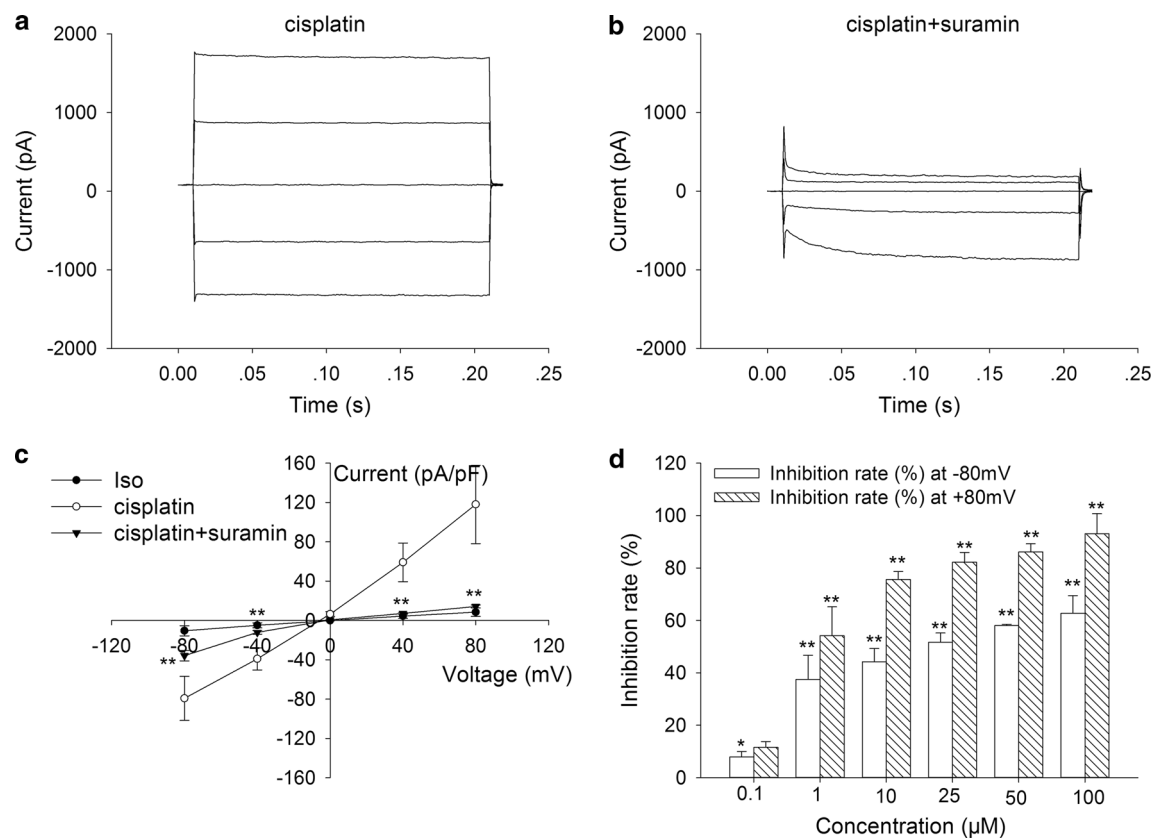 a
cisplatin
2000
1000
0
-1000
-2000
Current (pA)
0.00 .05 .10 .15 .20 .25
Time (s)
b
cisplatin+suramin
2000
1000
0
-1000
-2000
Current (pA)
0.00 .05 .10 .15 .20 .25
Time (s)
c
Iso
cisplatin
cisplatin+suramin
Current (pA/pF)
160
120
80
40
0
-40
-80
-120
-160
-120 -80 -40 0 40 80 120
Voltage (mV)
** ** ** **
d
Inhibition rate (%) at -80mV
Inhibition rate (%) at +80mV
120
100
80
60
40
20
0
Inhibition rate (%)
* ** ** ** ** ** ** ** ** ** **
0.1 1 10 25 50 100
Concentration (µM)